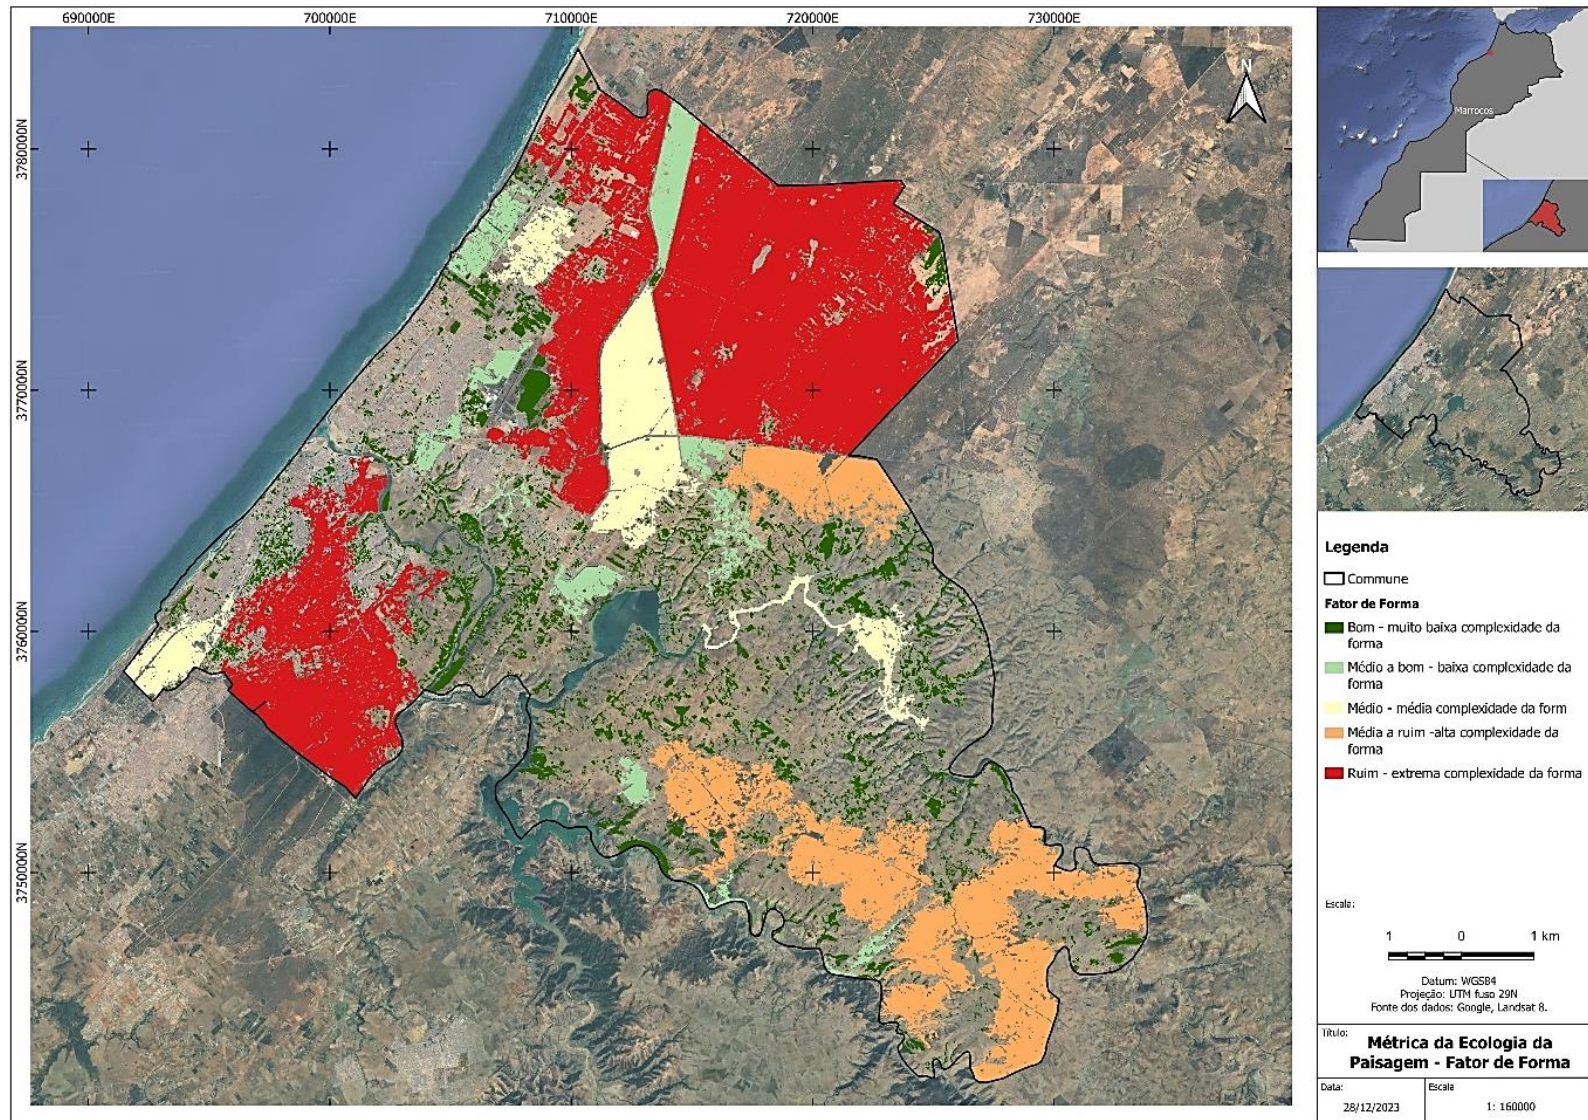 690000E
700000E
710000E
720000E
730000E
3780000N
3770000N
3760000N
3750000N
N
Marrocos
Legenda
Commune
Fator de Forma
Bom - muito baixa complexidade da
forma
Médio a bom - baixa complexidade da
forma
Médio - média complexidade da form
Média a ruim -alta complexidade da
forma
Ruim - extrema complexidade da forma
Escala:
1 0 1 km
Datum: WGS84
Projeção: UTM fuso 29N
Fonte dos dados: Google, Landsat 8.
Título:
Métrica da Ecologia da
Paisagem - Fator de Forma
Data:
28/12/2023
Escala
1: 160000